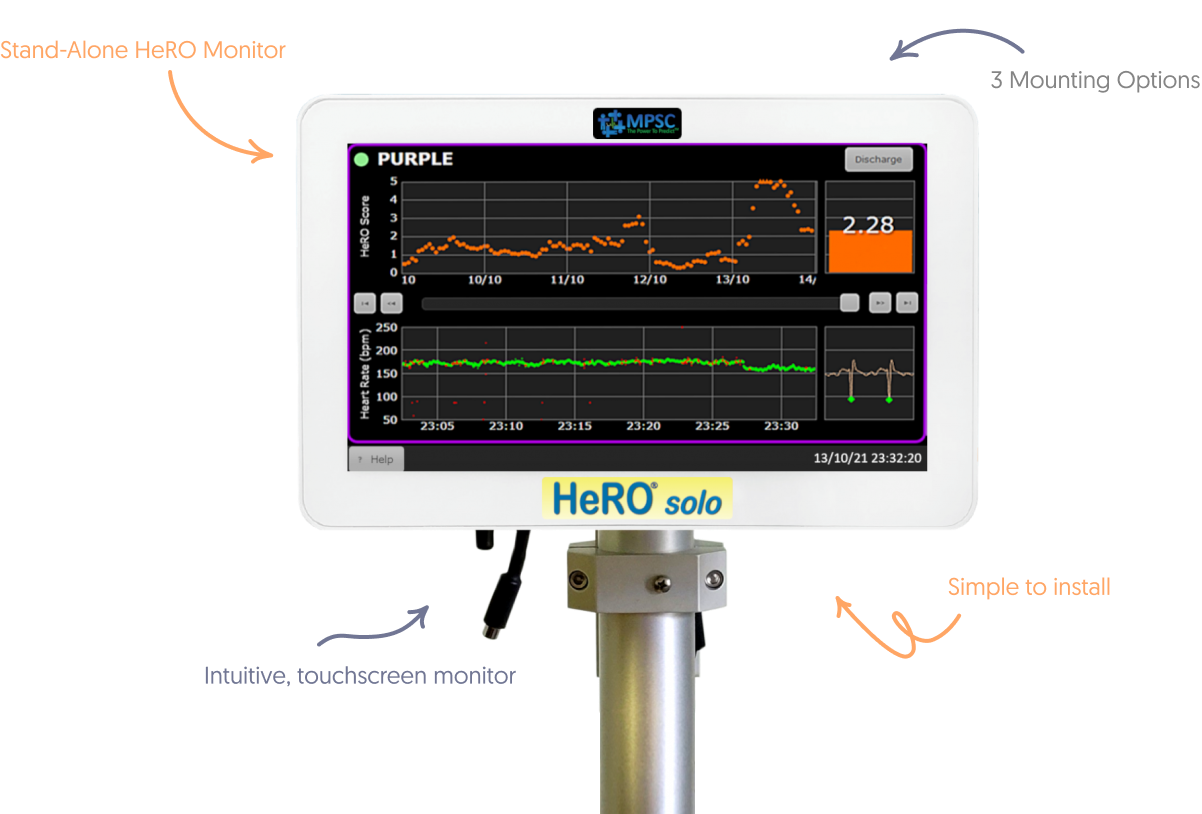 Stand-Alone HeRO Monitor
3 Mounting Options
MPSC
The Power To Predict™
PURPLE
Discharge
HeRO Score
5
4
3
2
1
0
10 10/10 11/10 12/10 13/10 14/
2.28
Heart Rate (bpm)
250
200
150
100
50
23:05 23:10 23:15 23:20 23:25 23:30
? Help
13/10/21 23:32:20
HeRO® solo
Simple to install
Intuitive, touchscreen monitor